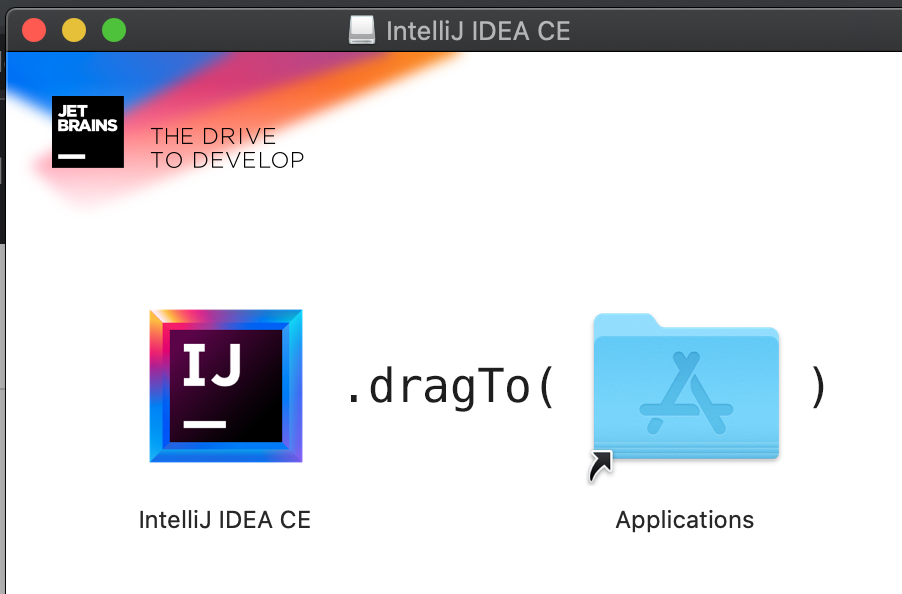 IntelliJ IDEA CE
JET
BRAINS
THE DRIVE
TO DEVELOP
IJ
.dragTo( )
IntelliJ IDEA CE
Applications